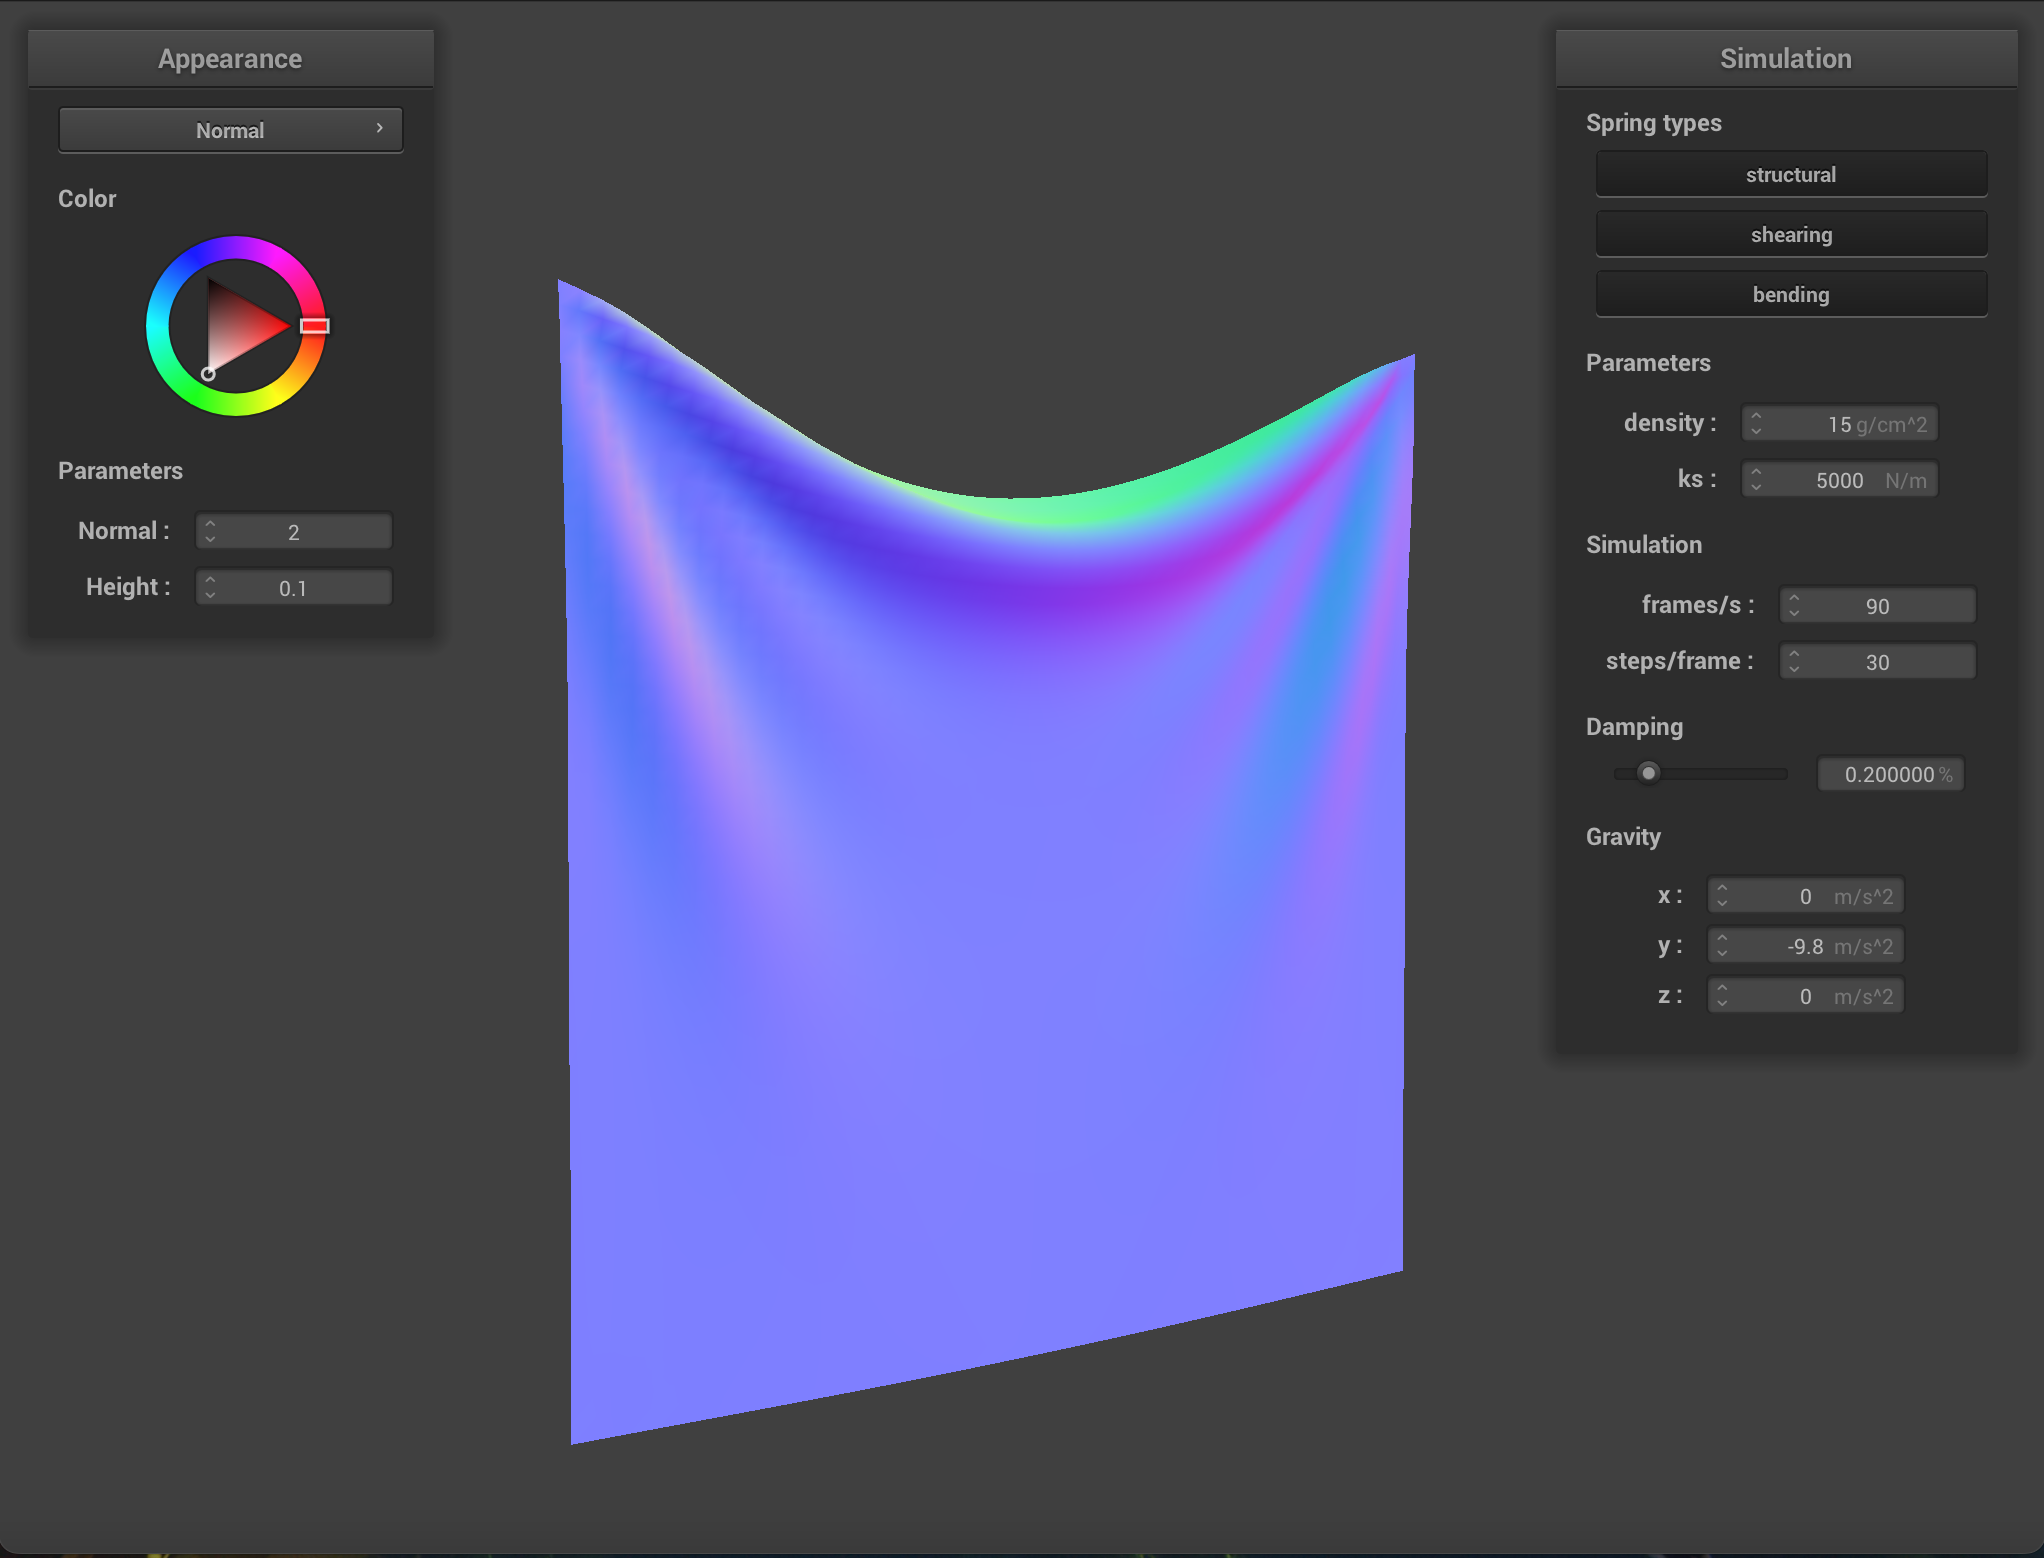 Appearance
Normal
Color
Parameters
Normal : 2
Height : 0.1
Simulation
Spring types
structural
shearing
bending
Parameters
density : 15 g/cm^2
ks : 5000 N/m
Simulation
frames/s : 90
steps/frame : 30
Damping
0.200000 %
Gravity
x : 0 m/s^2
y : -9.8 m/s^2
z : 0 m/s^2